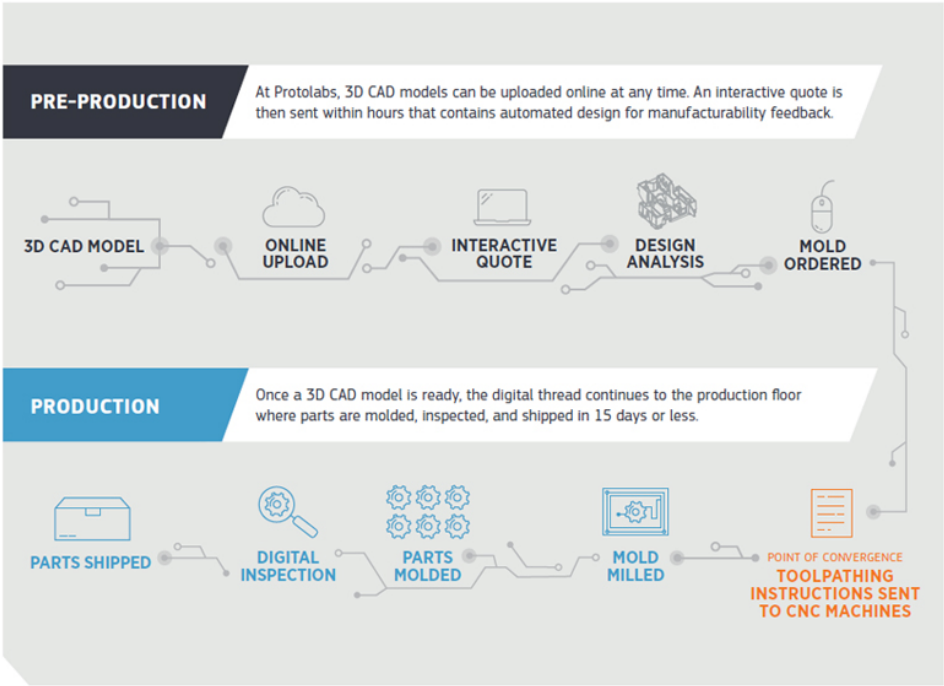 PRE-PRODUCTION
At Protolabs, 3D CAD models can be uploaded online at any time. An interactive quote is
then sent within hours that contains automated design for manufacturability feedback.
3D CAD MODEL
ONLINE
UPLOAD
INTERACTIVE
QUOTE
DESIGN
ANALYSIS
MOLD
ORDERED
PRODUCTION
Once a 3D CAD model is ready, the digital thread continues to the production floor
where parts are molded, inspected, and shipped in 15 days or less.
PARTS SHIPPED
DIGITAL
INSPECTION
PARTS
MOLDED
MOLD
MILLED
POINT OF CONVERGENCE
TOOLPATHING
INSTRUCTIONS SENT
TO CNC MACHINES